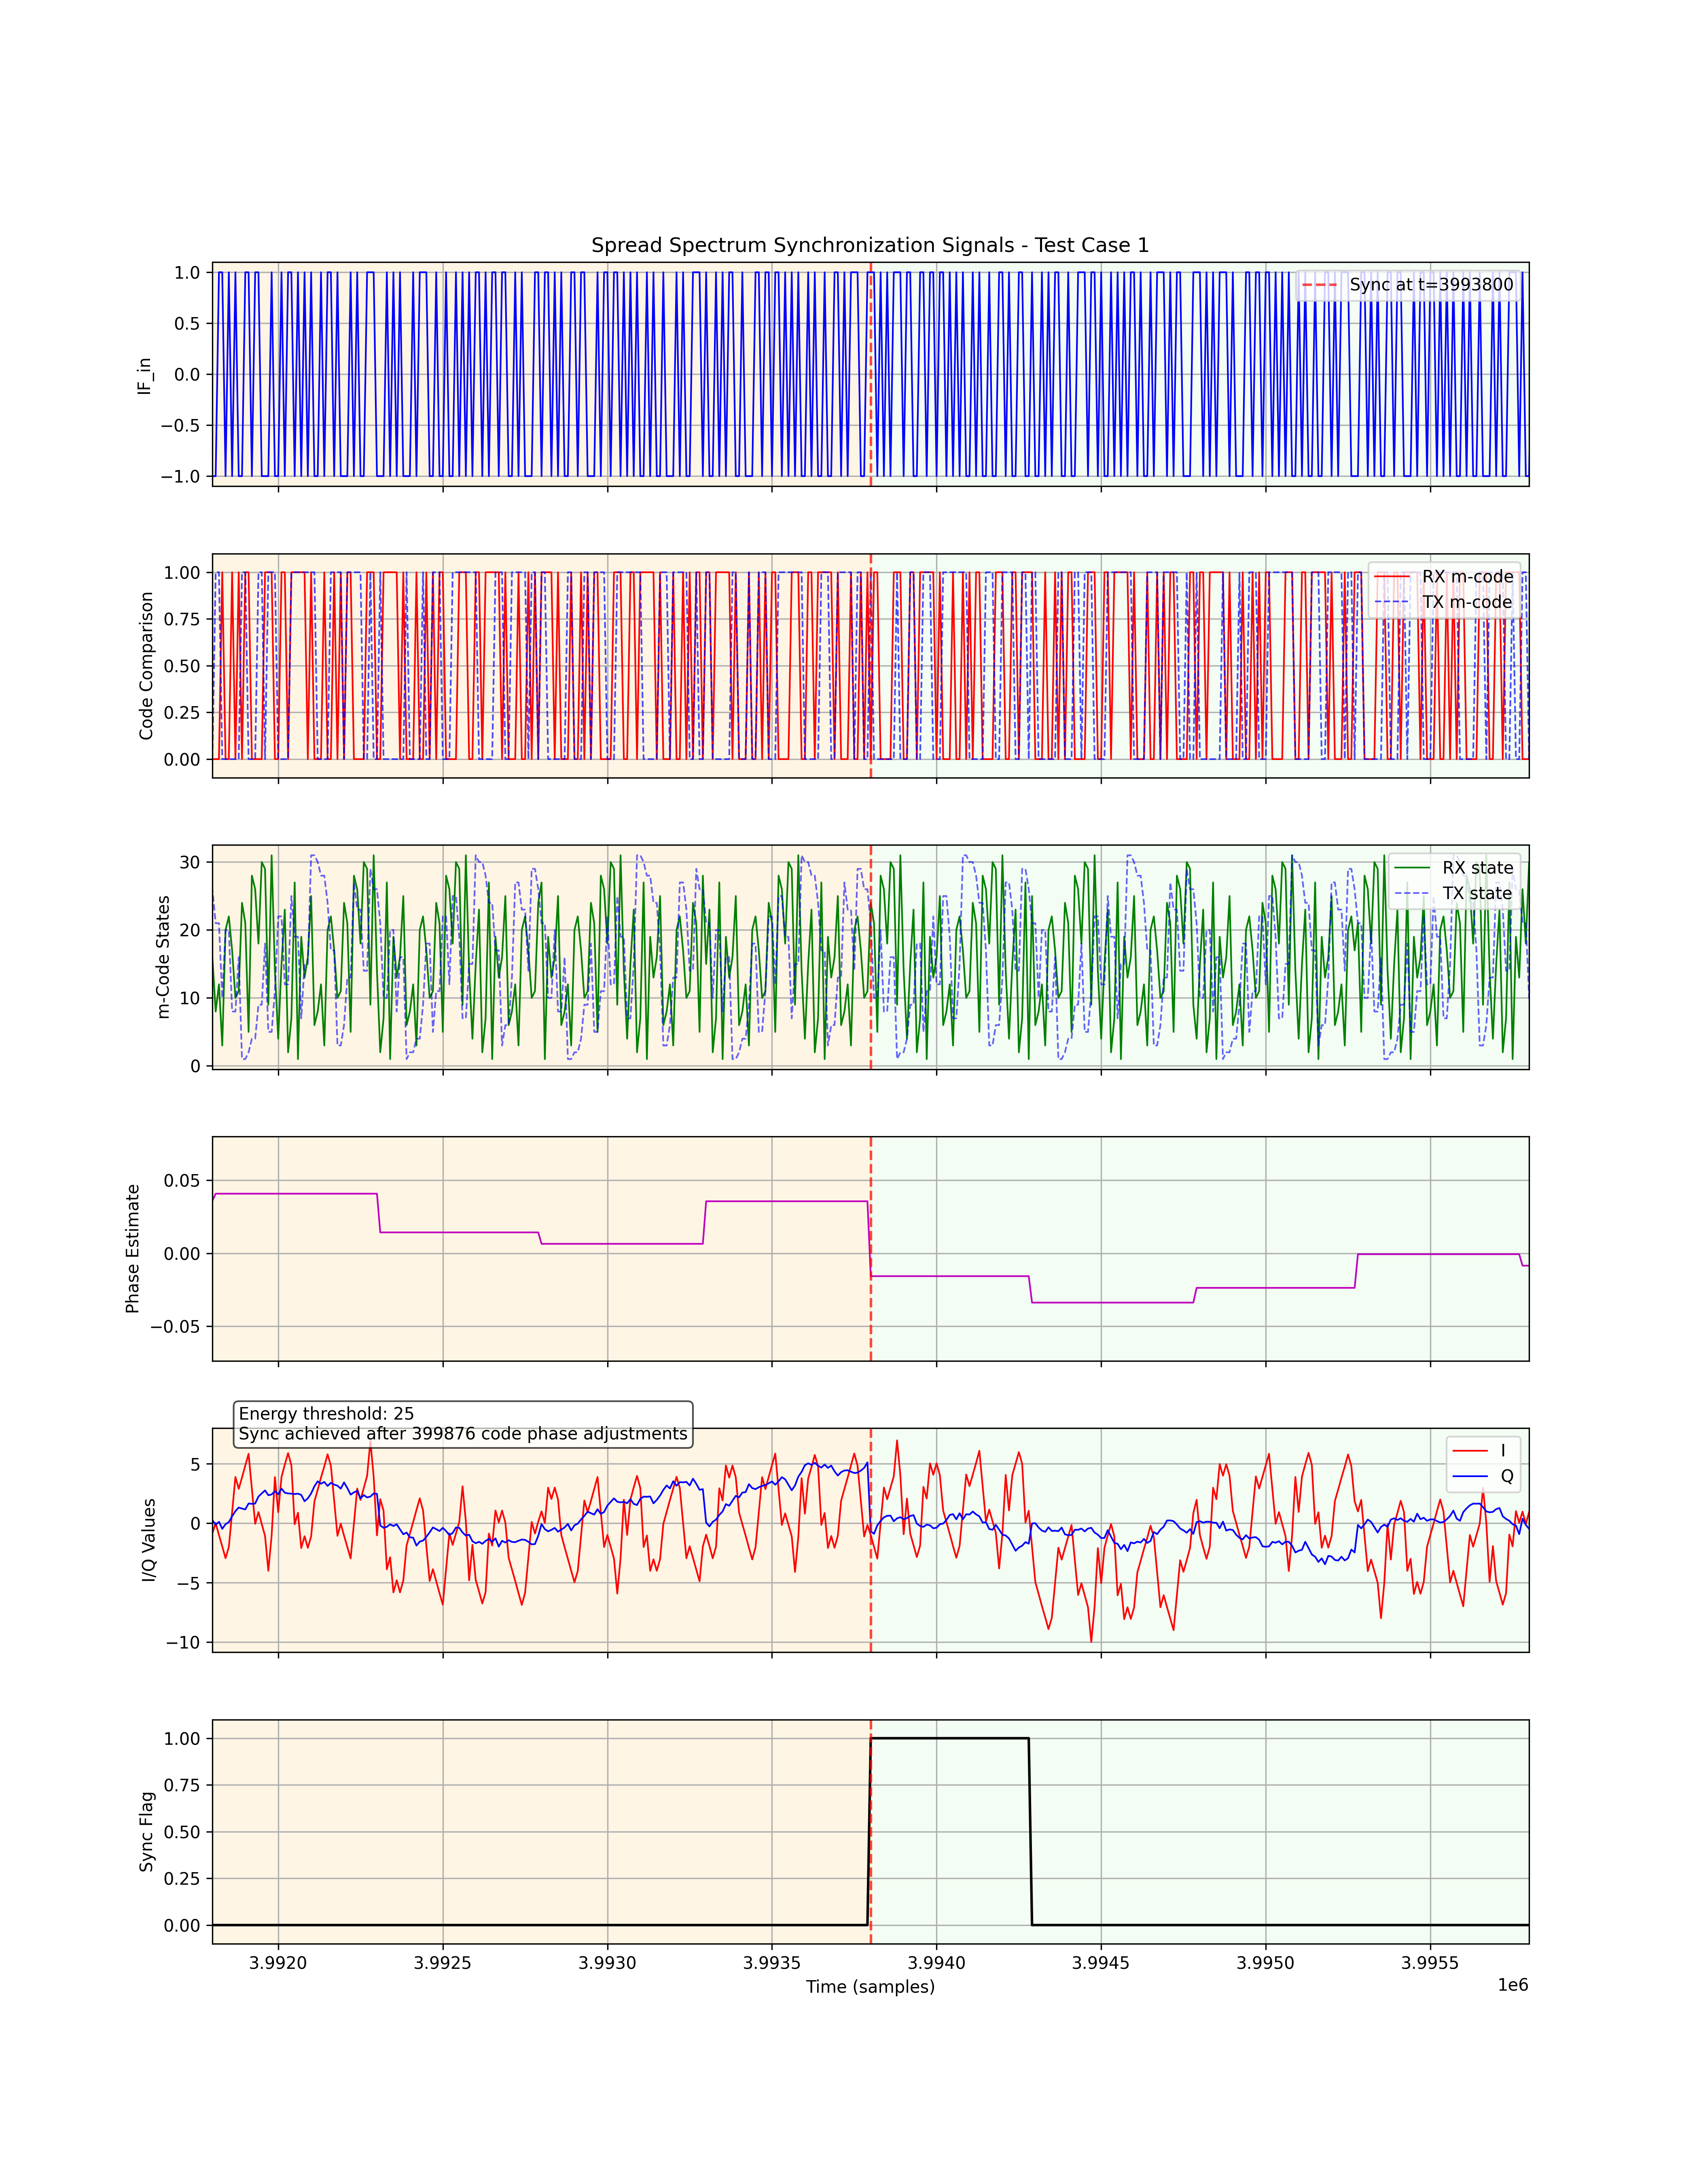 Spread Spectrum Synchronization Signals - Test Case 1
1.0
0.5
0.0
−0.5
−1.0
IF_in
Sync at t=3993800
1.00
0.75
0.50
0.25
0.00
Code Comparison
RX m-code
TX m-code
30
20
10
0
m-Code States
RX state
TX state
0.05
0.00
−0.05
Phase Estimate
Energy threshold: 25
Sync achieved after 399876 code phase adjustments
5
0
−5
−10
I/Q Values
I
Q
1.00
0.75
0.50
0.25
0.00
Sync Flag
3.9920 3.9925 3.9930 3.9935 3.9940 3.9945 3.9950 3.9955
Time (samples)
1e6